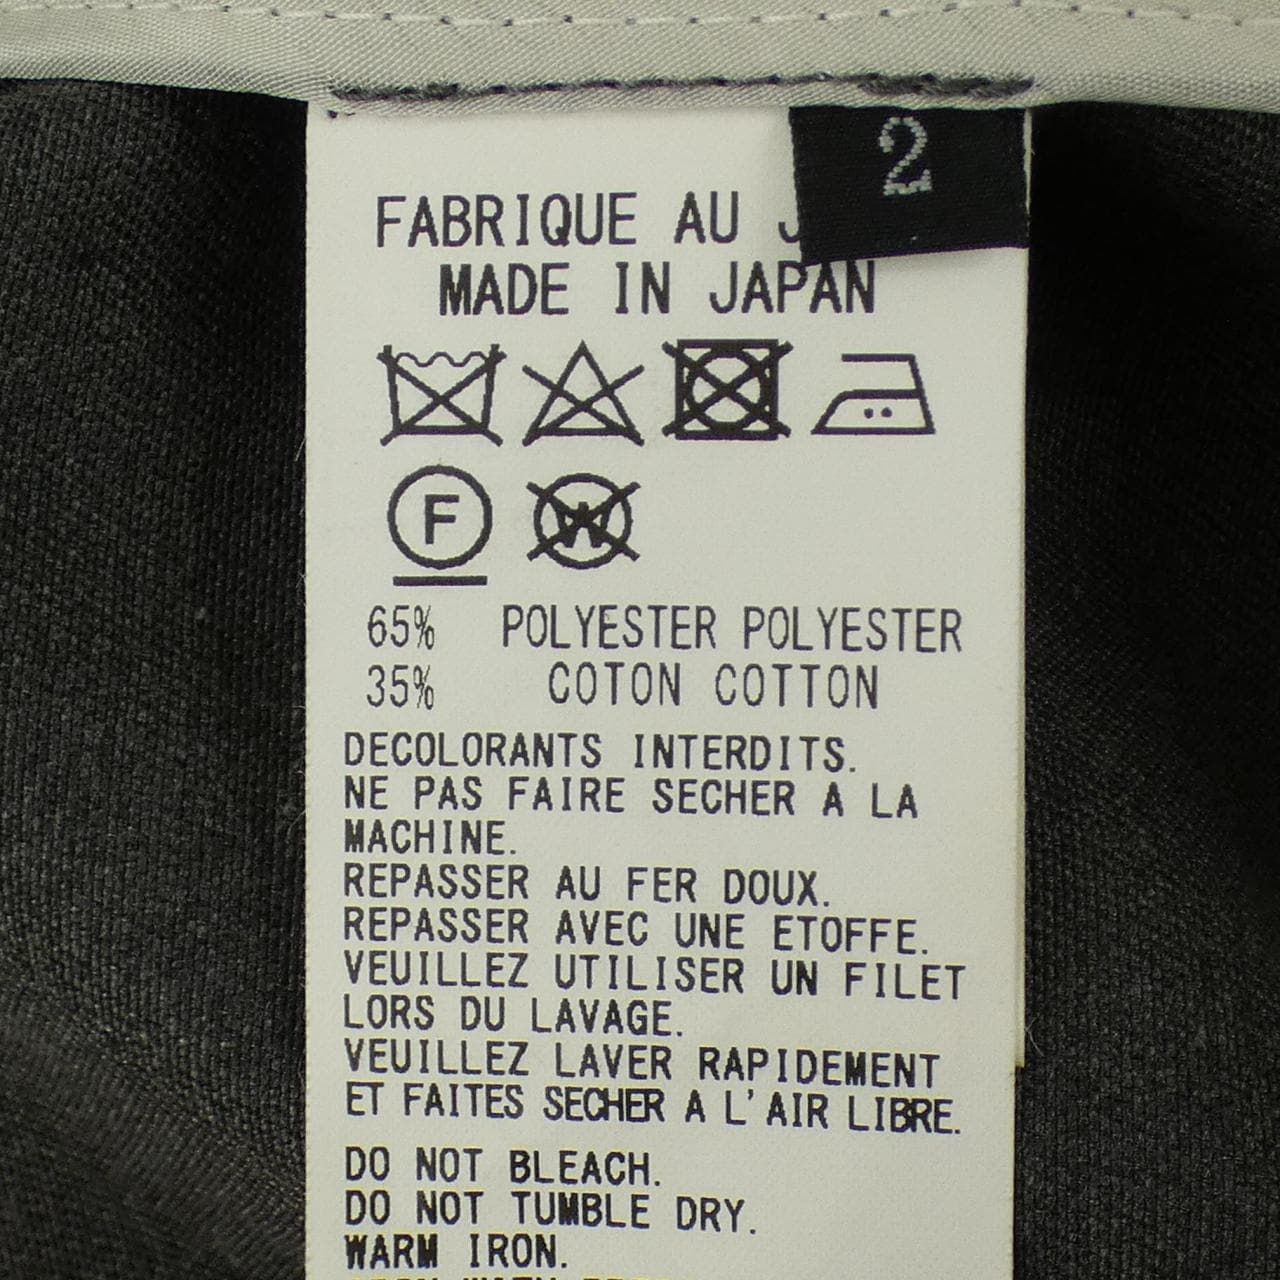 2
FABRIQUE AU
MADE IN JAPAN
F
W
65% POLYESTER POLYESTER
35% COTON COTTON
DECOLORANTS INTERDITS.
NE PAS FAIRE SECHER A LA
MACHINE.
REPASSER AU FER DOUX.
REPASSER AVEC UNE ETOFFE.
VEUILLEZ UTILISER UN FILET
LORS DU LAVAGE.
VEUILLEZ LAVER RAPIDEMENT
ET FAITES SECHER A L'AIR LIBRE.
DO NOT BLEACH.
DO NOT TUMBLE DRY.
WARM IRON.